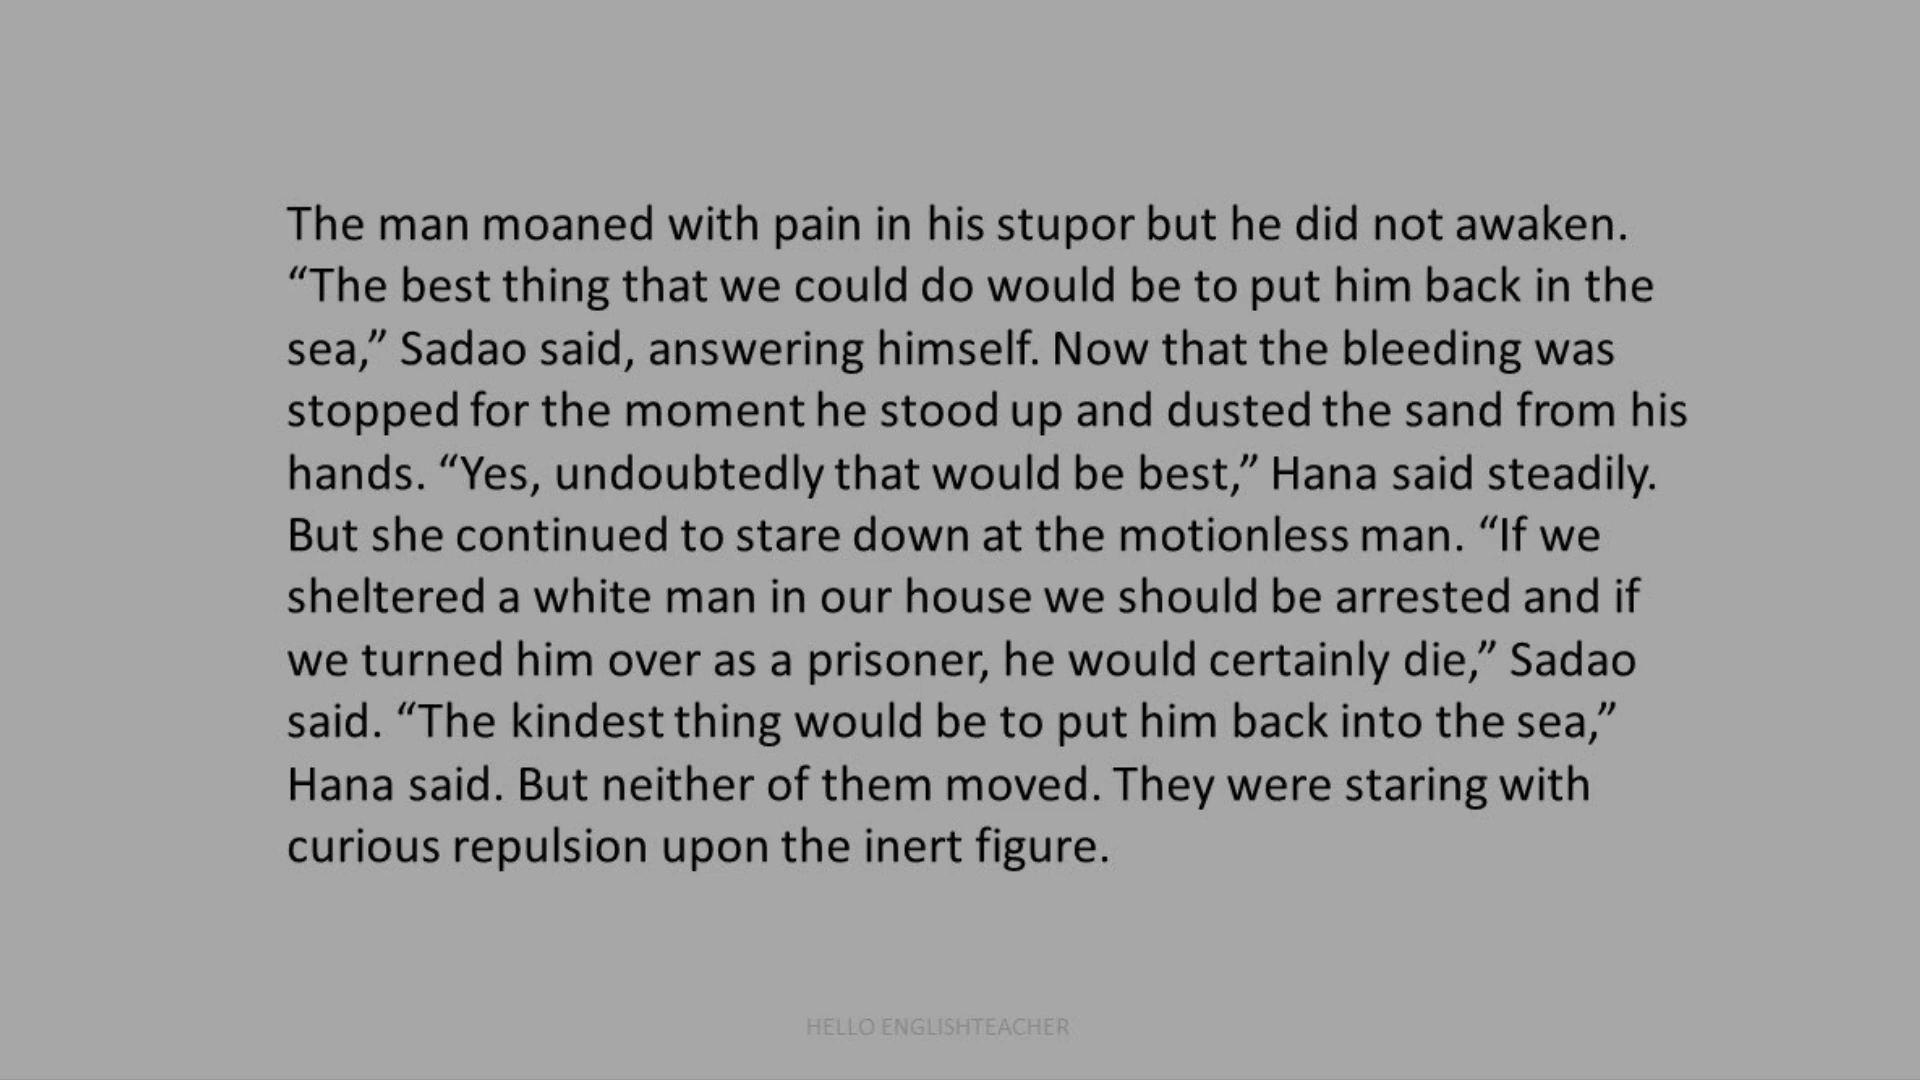 The man moaned with pain in his stupor but he did not awaken.
“The best thing that we could do would be to put him back in the
sea,” Sadao said, answering himself. Now that the bleeding was
stopped for the moment he stood up and dusted the sand from his
hands. “Yes, undoubtedly that would be best,” Hana said steadily.
But she continued to stare down at the motionless man. “If we
sheltered a white man in our house we should be arrested and if
we turned him over as a prisoner, he would certainly die,” Sadao
said. “The kindest thing would be to put him back into the sea,”
Hana said. But neither of them moved. They were staring with
curious repulsion upon the inert figure.
HELLO ENGLISHTEACHER